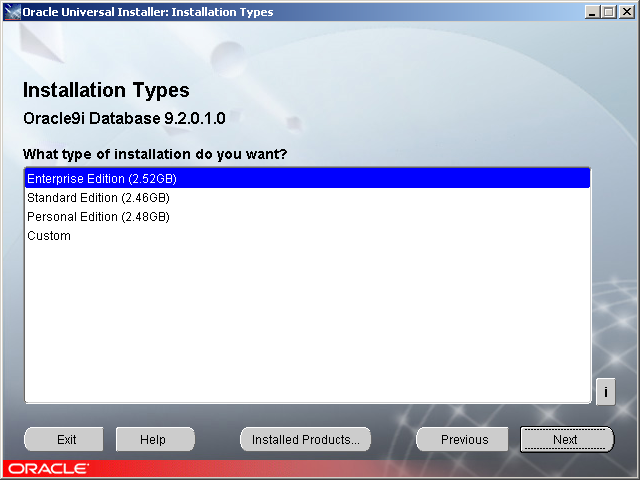 Oracle Universal Installer: Installation Types
Installation Types
Oracle9i Database 9.2.0.1.0
What type of installation do you want?
Enterprise Edition (2.52GB)
Standard Edition (2.46GB)
Personal Edition (2.48GB)
Custom
i
Exit Help Installed Products... Previous Next
ORACLE